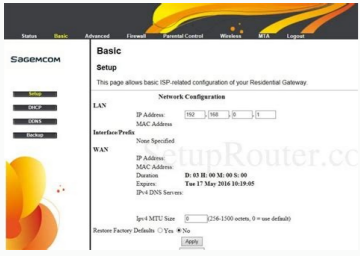 Status Basic Advanced Firewall Parental Control Wireless MTA Logout
SAGEMCOM
Basic
Setup
This page allows basic ISP-related configuration of your Residential Gateway.
Setup
DHCP
DDNS
Backup
Network Configuration
LAN
IP Address: 192 . 168 . 0 . 1
MAC Address
Interface/Prefix
None Specified
WAN
IP Address:
MAC Address:
Duration D: 03 H: 00 M: 00 S: 00
Expires: Tue 17 May 2016 10:19:05
IPv4 DNS Servers:
Ipv4 MTU Size 0 (256-1500 octets, 0 = use default)
Restore Factory Defaults Yes No
Apply
SetupRouter.co